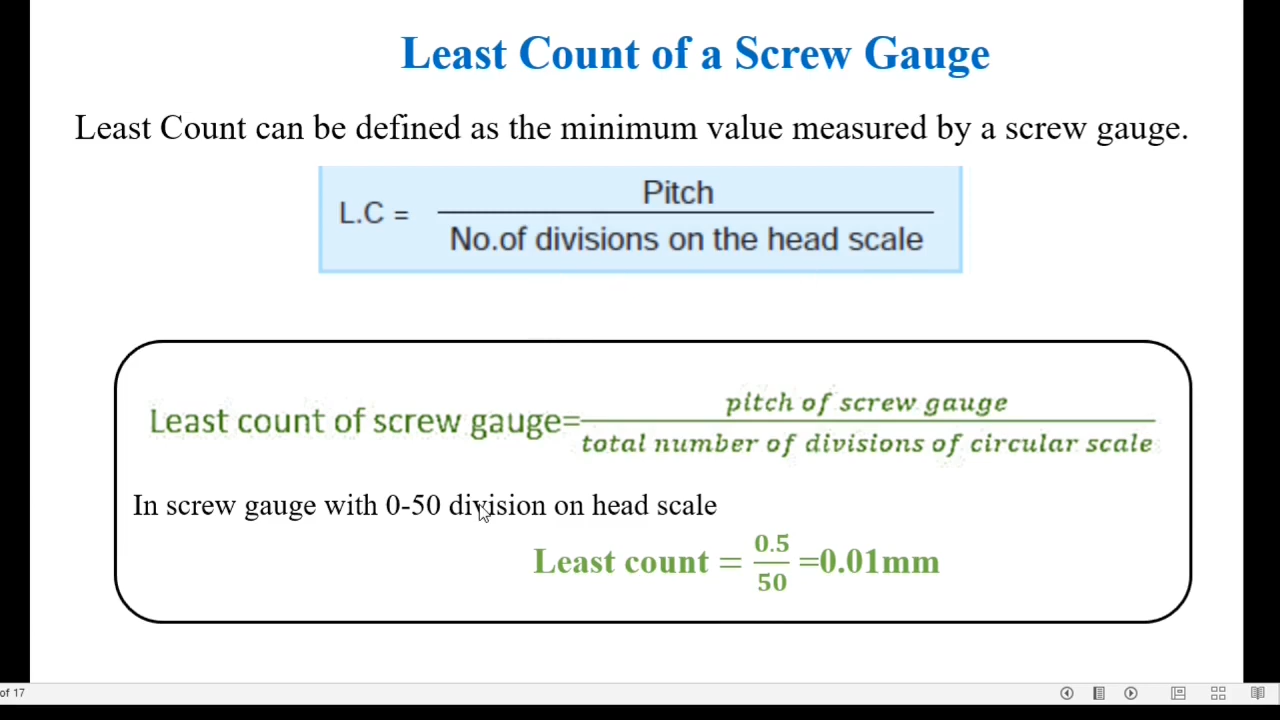 Least Count of a Screw Gauge
Least Count can be defined as the minimum value measured by a screw gauge.
L.C = Pitch
No.of divisions on the head scale
Least count of screw gauge= pitch of screw gauge
total number of divisions of circular scale
In screw gauge with 0-50 division on head scale
Least count = 0.5/50 =0.01mm
of 17